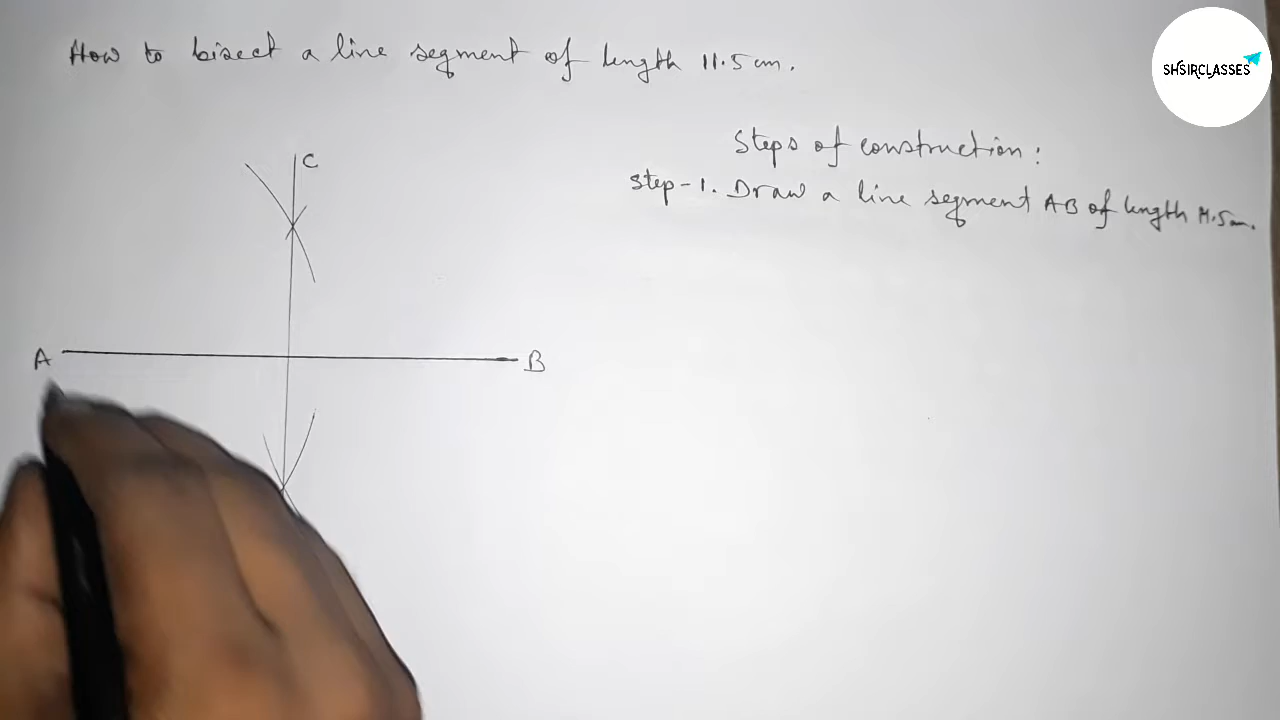 How to bisect a line segment of length 11.5 cm.
SHSIRCLASSES
Steps of construction:
Step-1. Draw a line segment AB of length 11.5cm.
C
A
B